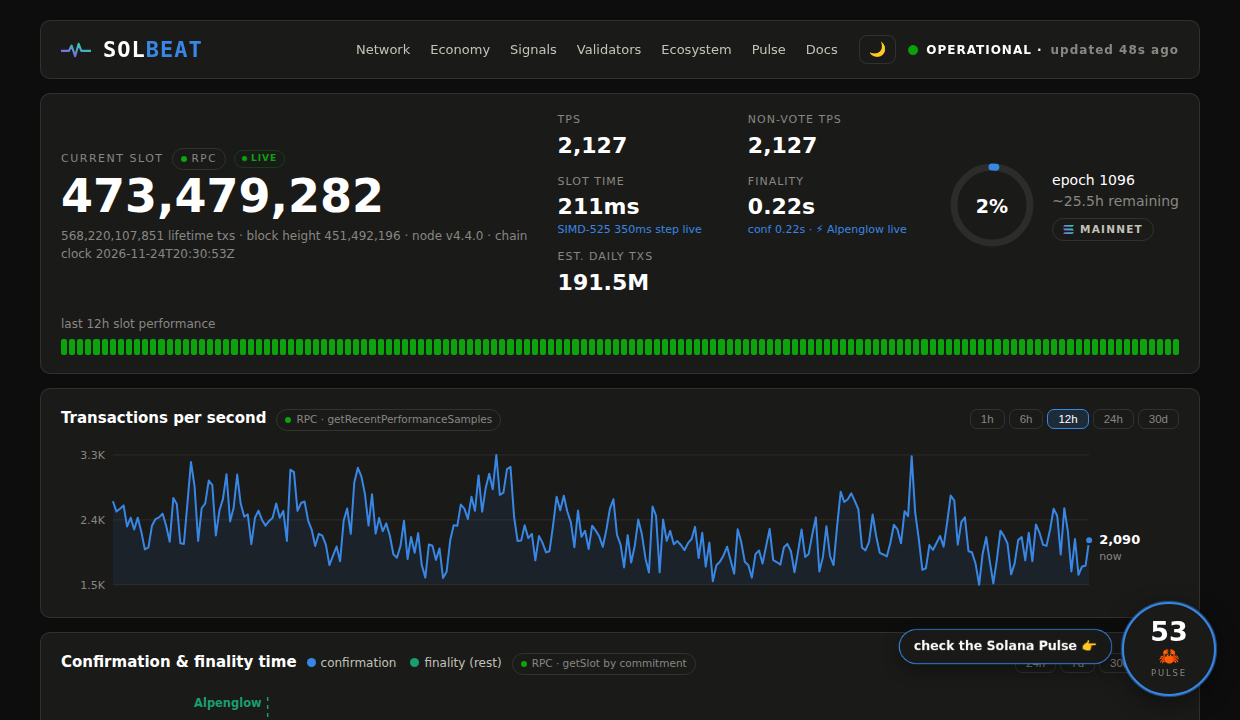 SOLBEAT
Network Economy Signals Validators Ecosystem Pulse Docs
OPERATIONAL · updated 48s ago
CURRENT SLOT RPC LIVE
473,479,282
568,220,107,851 lifetime txs · block height 451,492,196 · node v4.4.0 · chain
clock 2026-11-24T20:30:53Z
TPS
2,127
NON-VOTE TPS
2,127
SLOT TIME
211ms
SIMD-525 350ms step live
FINALITY
0.22s
conf 0.22s · ⚡ Alpenglow live
EST. DAILY TXS
191.5M
2%
epoch 1096
~25.5h remaining
MAINNET
last 12h slot performance
Transactions per second RPC · getRecentPerformanceSamples
1h 6h 12h 24h 30d
3.3K
2.4K
1.5K
2,090
now
Confirmation & finality time confirmation finality (rest) RPC · getSlot by commitment
check the Solana Pulse 👉
53
PULSE
Alpenglow